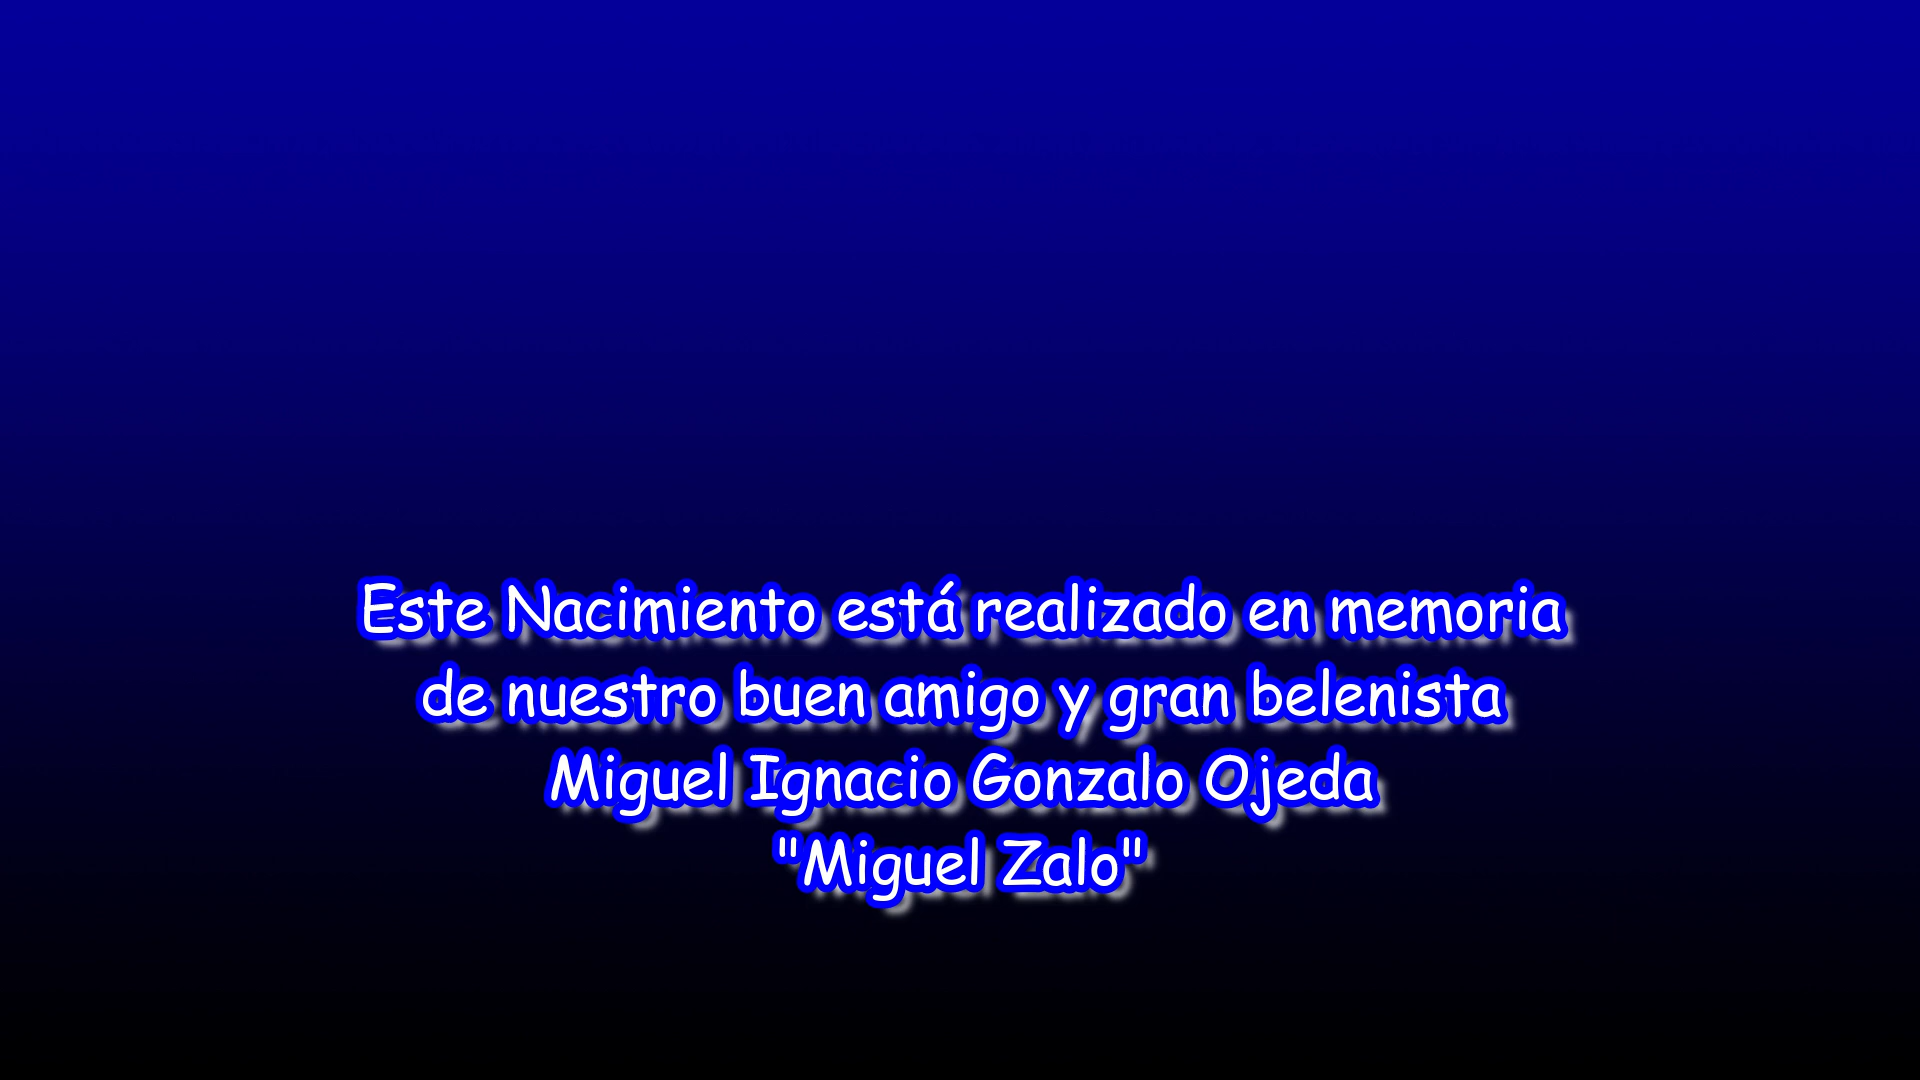 Este Nacimiento está realizado en memoria
de nuestro buen amigo y gran belenista
Miguel Ignacio Gonzalo Ojeda
"Miguel Zalo"